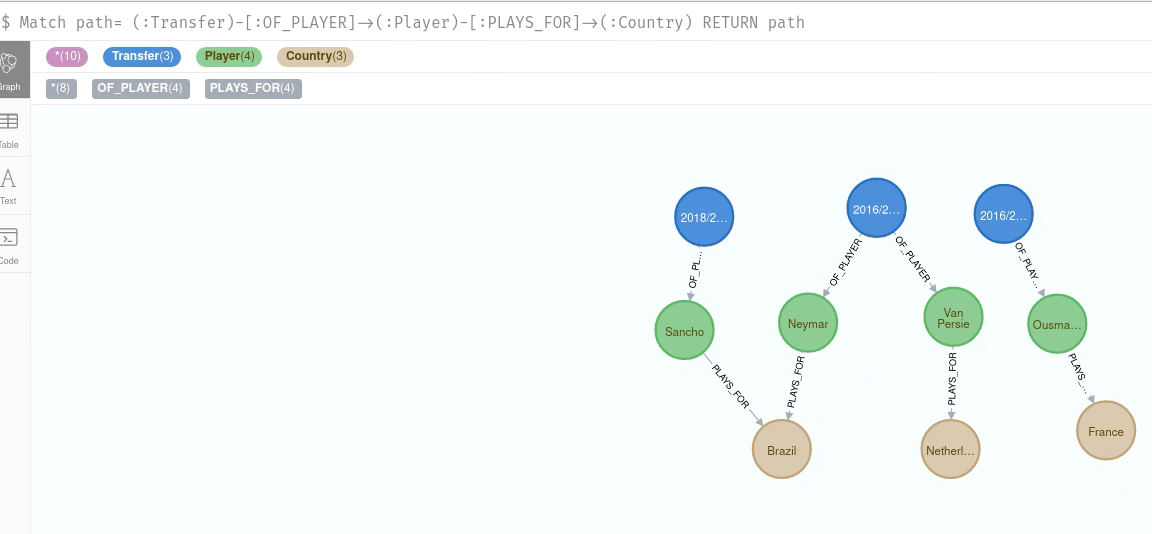 $ Match path= (:Transfer)-[:OF_PLAYER]->(:Player)-[:PLAYS_FOR]->(:Country) RETURN path
*(10) Transfer(3) Player(4) Country(3)
*(8) OF_PLAYER(4) PLAYS_FOR(4)
Graph
Table
A
Text
Code
2018/2… 2016/2… 2016/2…
OF_PL… OF_PLAYER OF_PLAYER OF_PLAY…
Sancho Neymar Van Persie Ousma…
PLAYS_FOR PLAYS_FOR PLAYS_FOR PLAYS_…
Brazil Netherl… France